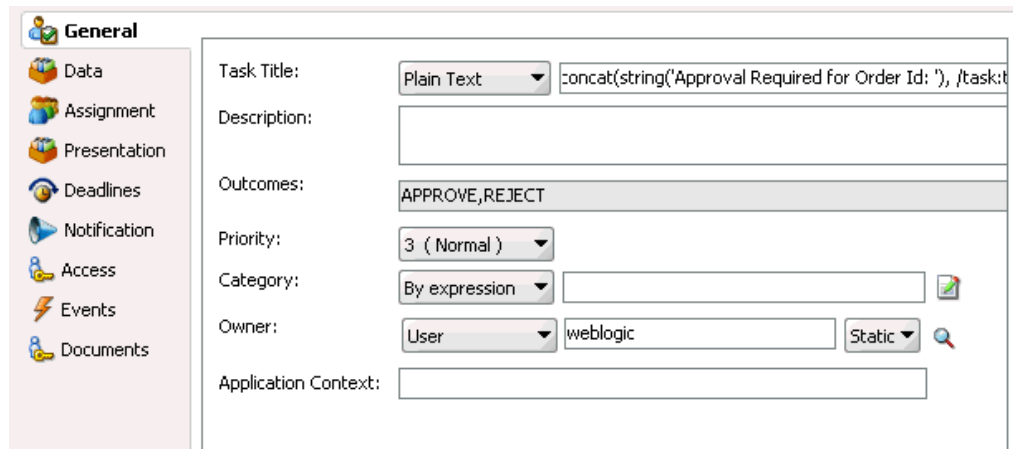 General
Data
Assignment
Presentation
Deadlines
Notification
Access
Events
Documents
Task Title: Plain Text concat(string('Approval Required for Order Id: '), /task:t
Description:
Outcomes: APPROVE,REJECT
Priority: 3 ( Normal )
Category: By expression
Owner: User weblogic Static
Application Context: